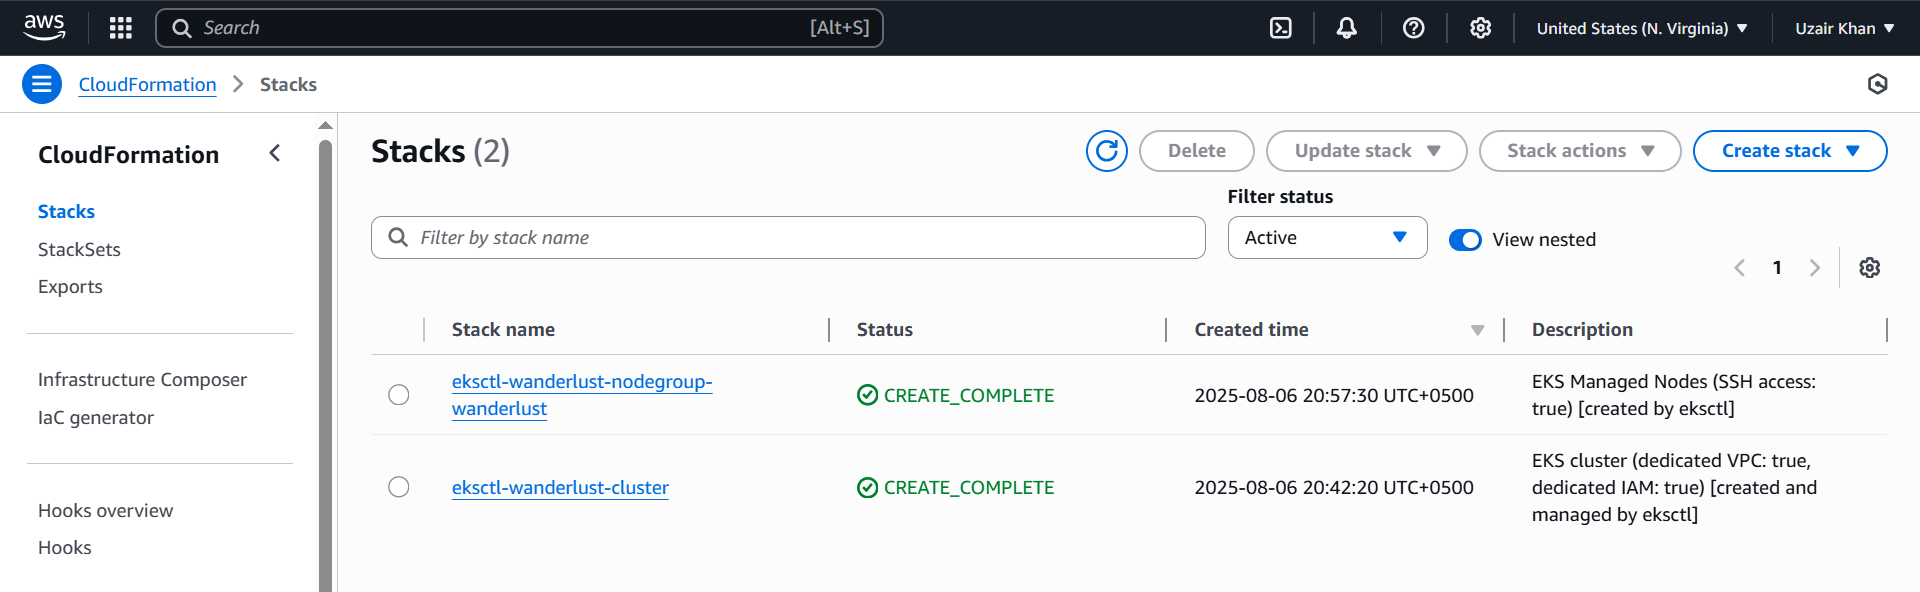 aws
Search [Alt+S]
United States (N. Virginia)
Uzair Khan
CloudFormation
Stacks
CloudFormation
Stacks
StackSets
Exports
Infrastructure Composer
IaC generator
Hooks overview
Hooks
Stacks (2)
Delete
Update stack
Stack actions
Create stack
Filter by stack name
Filter status
Active
View nested
1
Stack name Status Created time Description
eksctl-wanderlust-nodegroup-
wanderlust
CREATE_COMPLETE
2025-08-06 20:57:30 UTC+0500
EKS Managed Nodes (SSH access:
true) [created by eksctl]
eksctl-wanderlust-cluster
CREATE_COMPLETE
2025-08-06 20:42:20 UTC+0500
EKS cluster (dedicated VPC: true,
dedicated IAM: true) [created and
managed by eksctl]